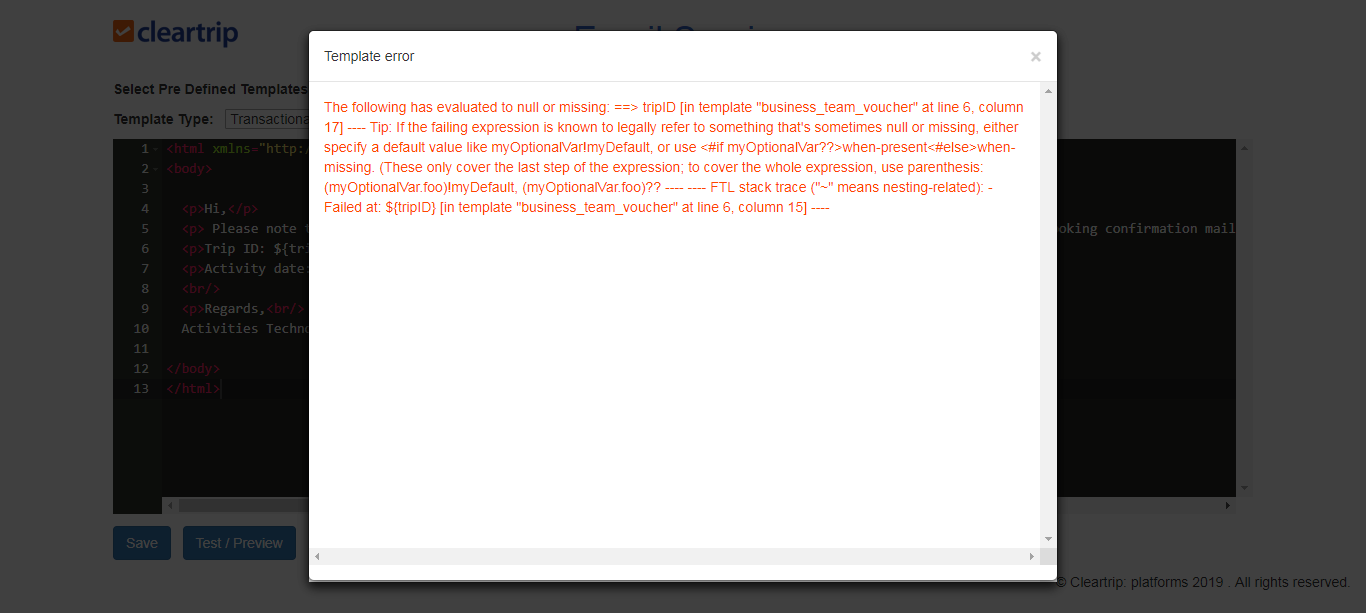 cleartrip
Template error
×
Select Pre Defined Templates
Template Type: Transactiona
The following has evaluated to null or missing: ==> tripID [in template "business_team_voucher" at line 6, column
17] ---- Tip: If the failing expression is known to legally refer to something that's sometimes null or missing, either
specify a default value like myOptionalVar!myDefault, or use <#if myOptionalVar??>when-present<#else>when-
missing. (These only cover the last step of the expression; to cover the whole expression, use parenthesis:
(myOptionalVar.foo)!myDefault, (myOptionalVar.foo)?? ---- ---- FTL stack trace ("~" means nesting-related): -
Failed at: ${tripID} [in template "business_team_voucher" at line 6, column 15] ----
1 <html xmlns="http:/
2 <body>
3
4 <p>Hi,</p>
5 <p> Please note t
oking confirmation mail
6 <p>Trip ID: ${tri
7 <p>Activity date:
8 <br/>
9 <p>Regards,<br/>
10 Activities Techno
11
12 </body>
13 </html>
Save Test / Preview
© Cleartrip: platforms 2019 . All rights reserved.